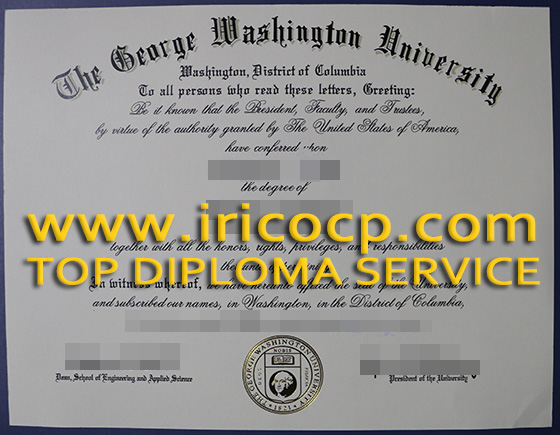 The George Washington University
Washington, District of Columbia
To all persons who read these letters, Greeting:
Be it known that the President, Faculty, and Trustees,
by virtue of the authority granted by The United States of America,
have conferred upon
the degree of
www.iricocp.com
together with all the honors, rights, privileges, and responsibilities
TOP DIPLOMA SERVICE
In witness whereof, we have hereunto affixed the seal of the University,
and subscribed our names, in Washington, in the District of Columbia,
Dean, School of Engineering and Applied Science
President of the University
THE GEORGE WASHINGTON UNIVERSITY
1821